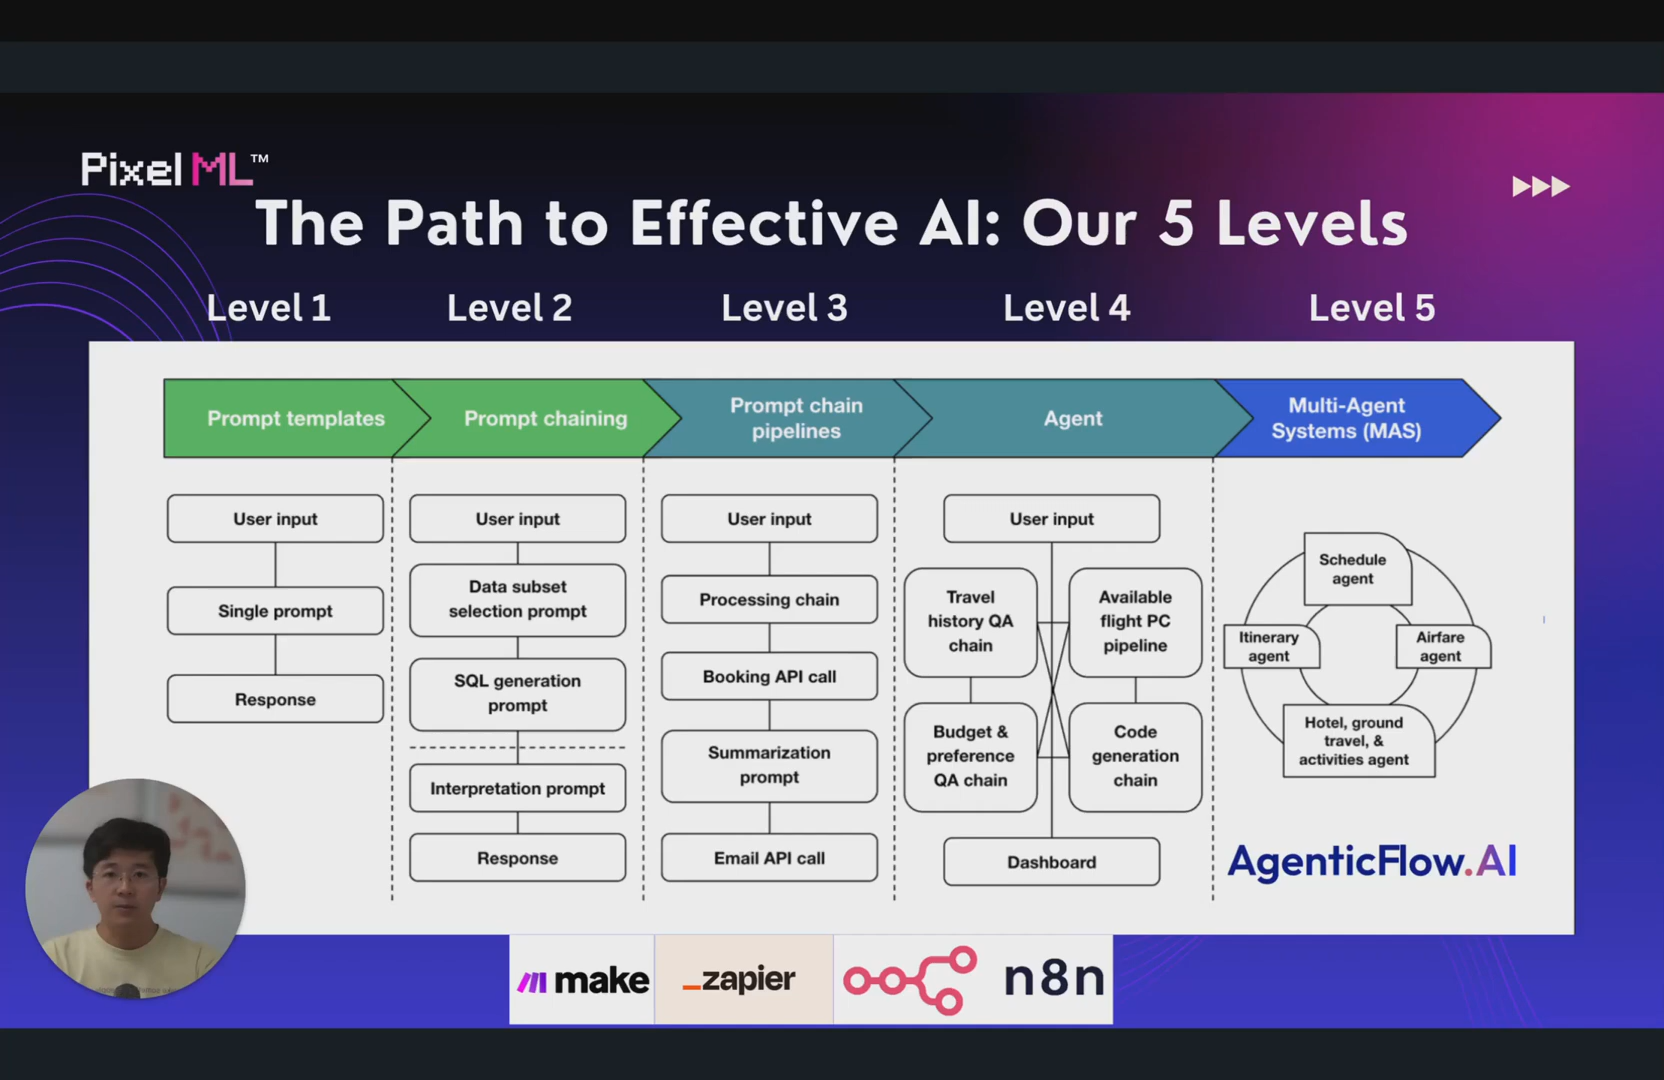 Pixel ML™
The Path to Effective AI: Our 5 Levels
Level 1
Level 2
Level 3
Level 4
Level 5
Prompt templates
Prompt chaining
Prompt chain
pipelines
Agent
Multi-Agent
Systems (MAS)
User input
Single prompt
Response
User input
Data subset
selection prompt
SQL generation
prompt
Interpretation prompt
Response
User input
Processing chain
Booking API call
Summarization
prompt
Email API call
User input
Travel
history QA
chain
Available
flight PC
pipeline
Budget &
preference
QA chain
Code
generation
chain
Dashboard
Schedule
agent
Itinerary
agent
Airfare
agent
Hotel, ground
travel, &
activities agent
AgenticFlow.AI
make
zapier
n8n